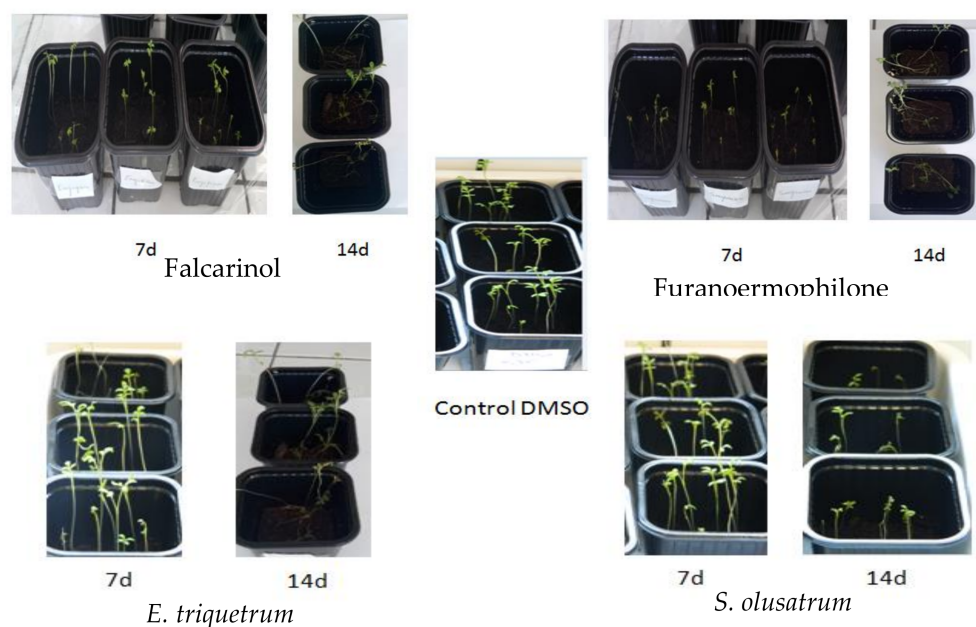 7d
14d
Falcarinol
7d
14d
Furanoermophilone
Control DMSO
7d
14d
E. triquetrum
7d
14d
S. olusatrum